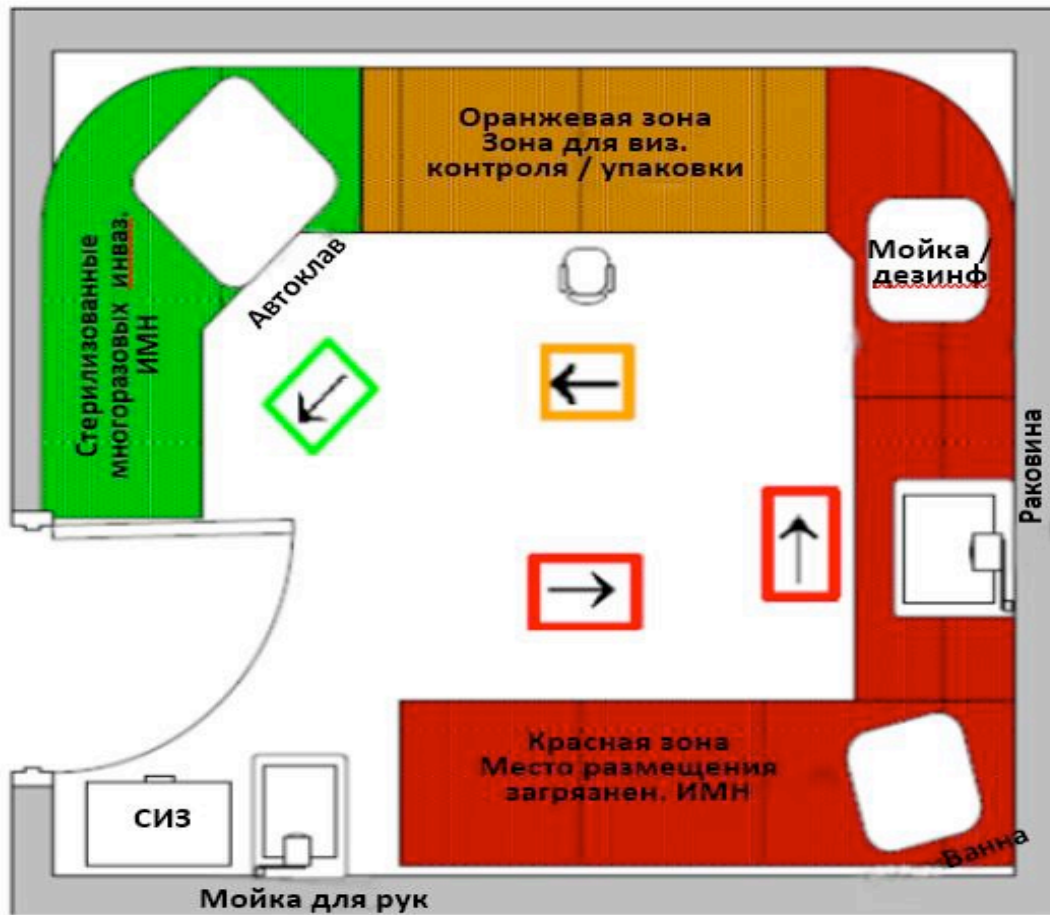 Оранжевая зона
Зона для виз.
контроля / упаковки
Мойка /
дезинф
Автоклав
Стерилизованные
многоразовых инваз.
ИМН
Раковина
Красная зона
Место размещения
загрязнен. ИМН
СИЗ
Ванна
Мойка для рук